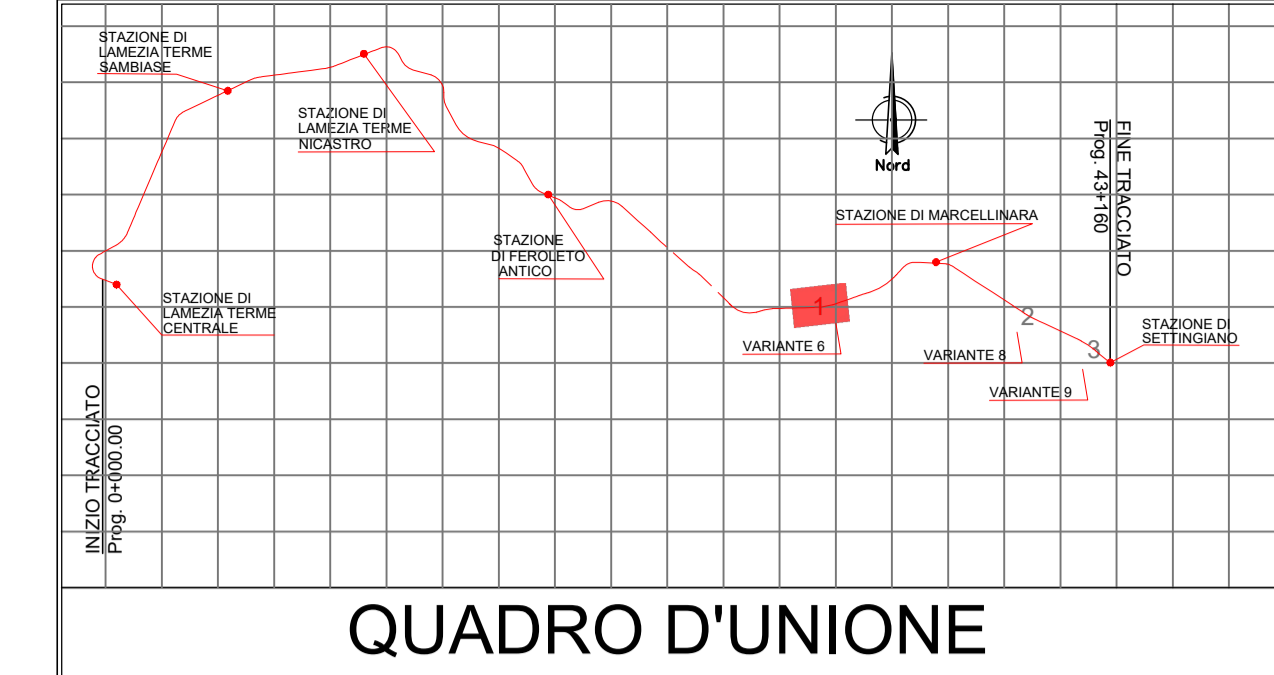 STAZIONE DI
LAMEZIA TERME
SAMBIASE
STAZIONE DI
LAMEZIA TERME
NICASTRO
Nord
FINE TRACCIATO
Prog. 43+160
STAZIONE DI MARCELLINARA
STAZIONE
DI FEROLETO
ANTICO
STAZIONE DI
LAMEZIA TERME
CENTRALE
1
2
3
VARIANTE 6
VARIANTE 8
VARIANTE 9
STAZIONE DI
SETTINGIANO
INIZIO TRACCIATO
Prog. 0+000.00
QUADRO D'UNIONE